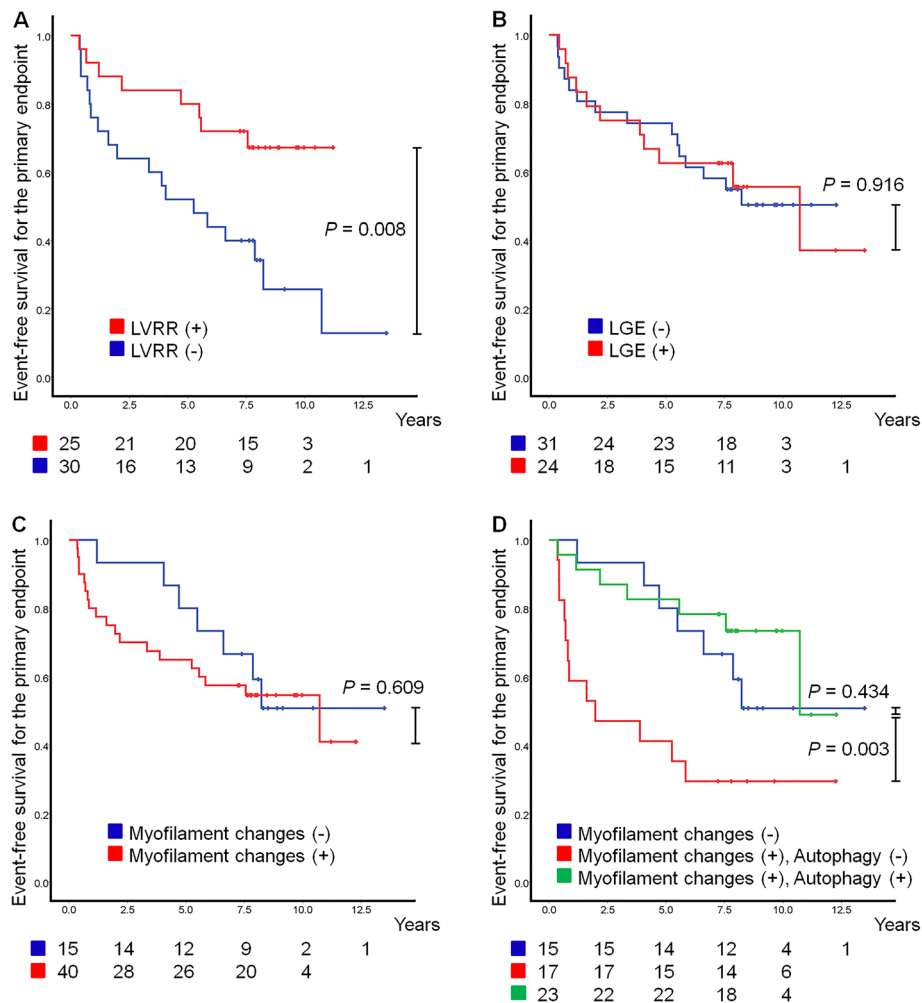 A
Event-free survival for the primary endpoint
1.0
0.8
0.6
0.4
0.2
0.0
P = 0.008
LVRR (+)
LVRR (-)
0.0 2.5 5.0 7.5 10.0 12.5
Years
25 21 20 15 3
30 16 13 9 2 1
B
Event-free survival for the primary endpoint
1.0
0.8
0.6
0.4
0.2
0.0
P = 0.916
LGE (-)
LGE (+)
0.0 2.5 5.0 7.5 10.0 12.5
Years
31 24 23 18 3
24 18 15 11 3 1
C
Event-free survival for the primary endpoint
1.0
0.8
0.6
0.4
0.2
0.0
P = 0.609
Myofilament changes (-)
Myofilament changes (+)
0.0 2.5 5.0 7.5 10.0 12.5
Years
15 14 12 9 2 1
40 28 26 20 4
D
Event-free survival for the primary endpoint
1.0
0.8
0.6
0.4
0.2
0.0
P = 0.434
P = 0.003
Myofilament changes (-)
Myofilament changes (+), Autophagy (-)
Myofilament changes (+), Autophagy (+)
0.0 2.5 5.0 7.5 10.0 12.5
Years
15 15 14 12 4 1
17 17 15 14 6
23 22 22 18 4